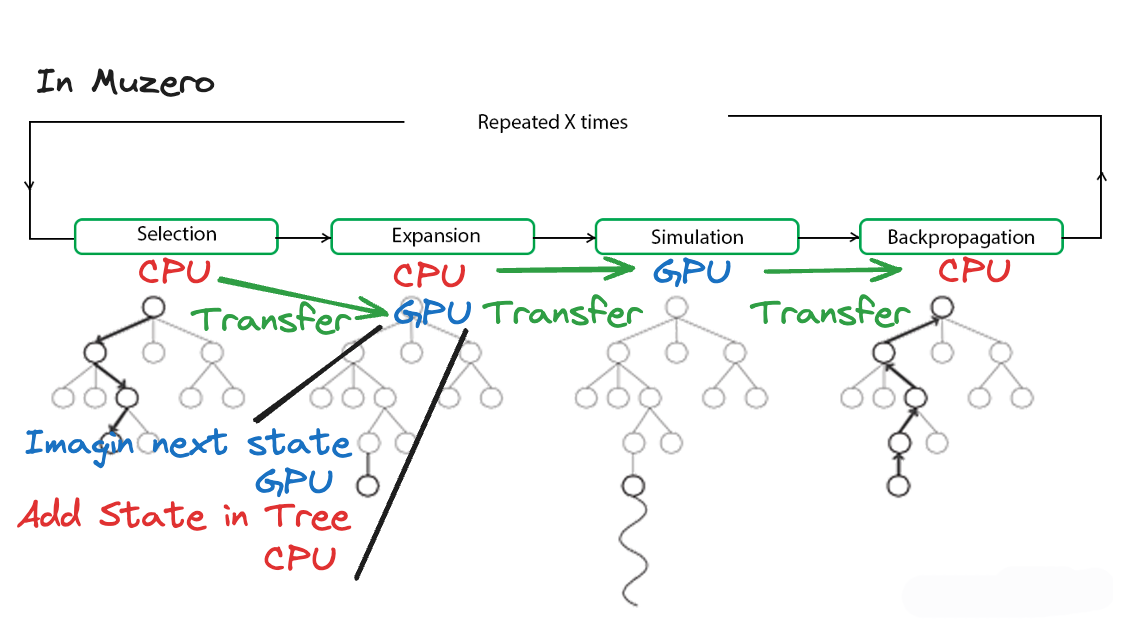 In Muzero
Repeated X times
Selection
Expansion
Simulation
Backpropagation
CPU
CPU
GPU
CPU
Transfer
GPU
Transfer
Transfer
Imagin next state
GPU
Add State in Tree
CPU